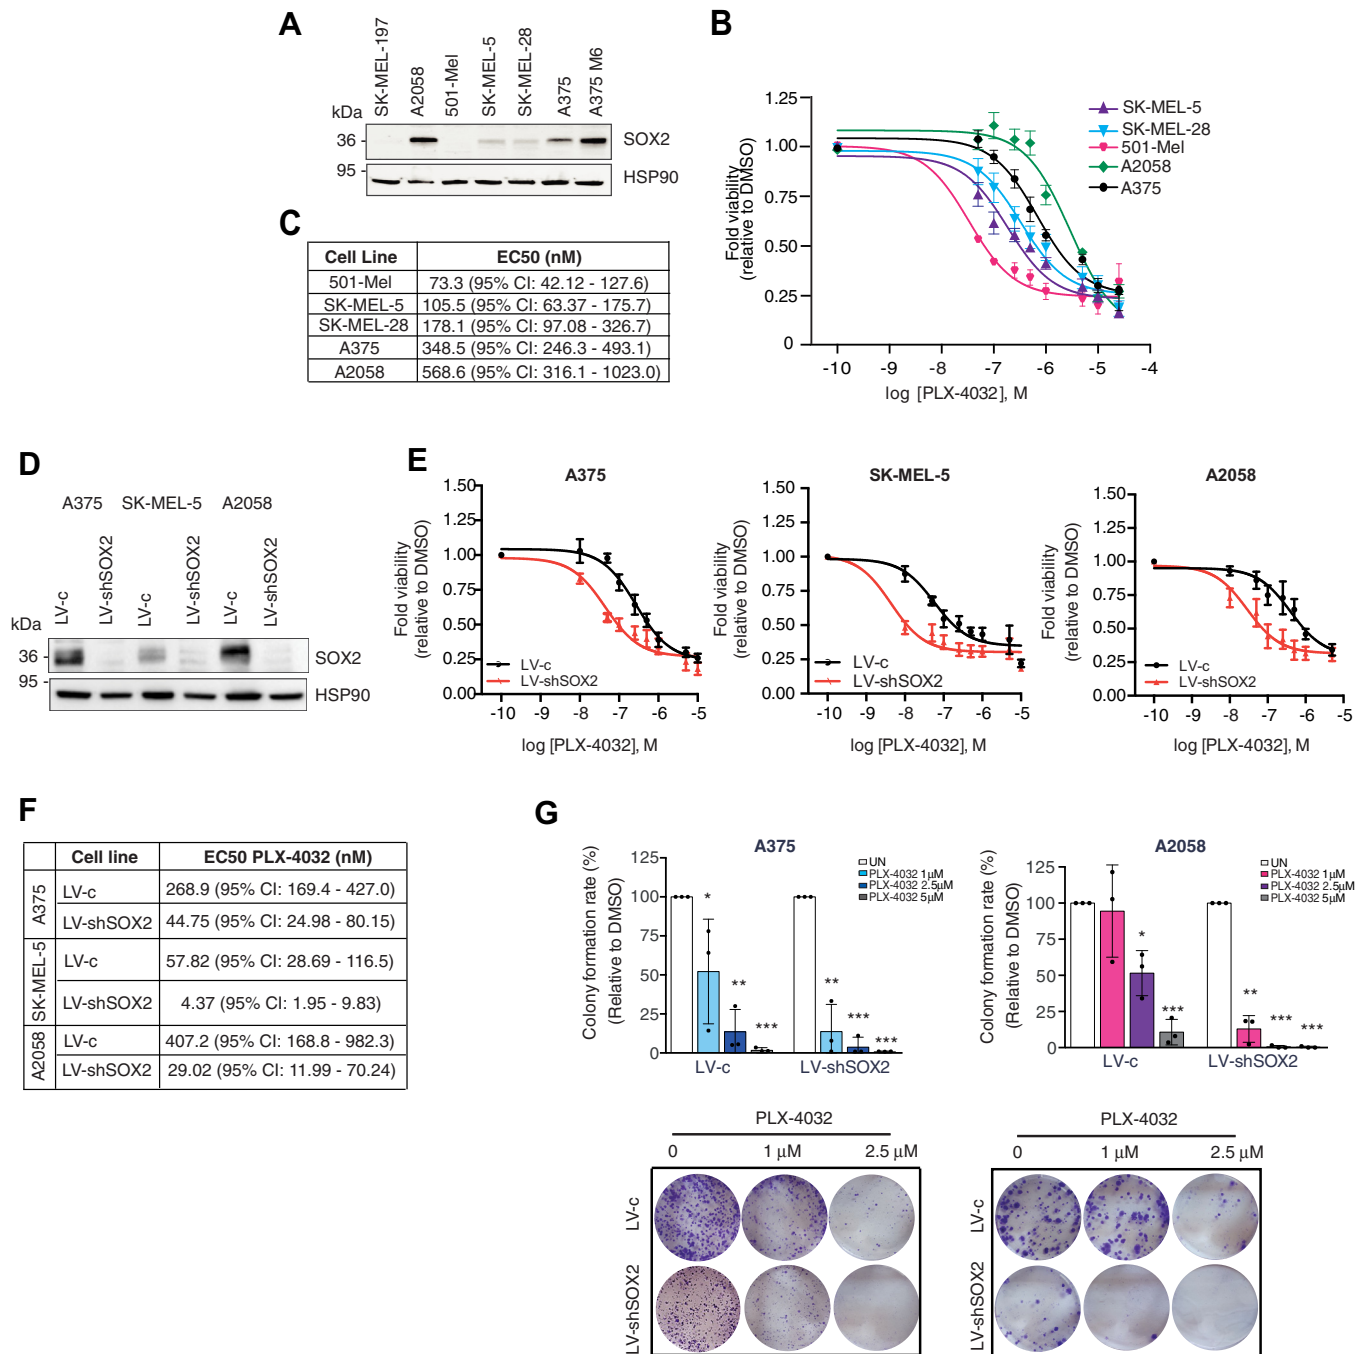 A
SK-MEL-197
A2058
501-Mel
SK-MEL-5
SK-MEL-28
A375
A375 M6
kDa
36
SOX2
95
HSP90
B
Fold viability
(relative to DMSO)
1.25
1.00
0.75
0.50
0.25
0
-10 -9 -8 -7 -6 -5 -4
log [PLX-4032], M
SK-MEL-5
SK-MEL-28
501-Mel
A2058
A375
C
Cell Line EC50 (nM)
501-Mel 73.3 (95% CI: 42.12 - 127.6)
SK-MEL-5 105.5 (95% CI: 63.37 - 175.7)
SK-MEL-28 178.1 (95% CI: 97.08 - 326.7)
A375 348.5 (95% CI: 246.3 - 493.1)
A2058 568.6 (95% CI: 316.1 - 1023.0)
D
A375 SK-MEL-5 A2058
LV-c
LV-shSOX2
LV-c
LV-shSOX2
LV-c
LV-shSOX2
kDa
36
SOX2
95
HSP90
E
A375
Fold viability
(relative to DMSO)
1.50
1.25
1.00
0.75
0.50
0.25
0.00
LV-c
LV-shSOX2
-10 -9 -8 -7 -6 -5
log [PLX-4032], M
SK-MEL-5
Fold viability
(relative to DMSO)
1.50
1.25
1.00
0.75
0.50
0.25
0.00
LV-c
LV-shSOX2
-10 -9 -8 -7 -6 -5
log [PLX-4032], M
A2058
Fold viability
(relative to DMSO)
1.50
1.25
1.00
0.75
0.50
0.25
0.00
LV-c
LV-shSOX2
-10 -9 -8 -7 -6 -5
log [PLX-4032], M
F
Cell line EC50 PLX-4032 (nM)
A375
LV-c 268.9 (95% CI: 169.4 - 427.0)
LV-shSOX2 44.75 (95% CI: 24.98 - 80.15)
SK-MEL-5
LV-c 57.82 (95% CI: 28.69 - 116.5)
LV-shSOX2 4.37 (95% CI: 1.95 - 9.83)
A2058
LV-c 407.2 (95% CI: 168.8 - 982.3)
LV-shSOX2 29.02 (95% CI: 11.99 - 70.24)
G
A375
Colony formation rate (%)
(Relative to DMSO)
125
100
75
50
25
0
* ** *** ** *** ***
UN
PLX-4032 1μM
PLX-4032 2.5μM
PLX-4032 5μM
LV-c LV-shSOX2
A2058
Colony formation rate (%)
(Relative to DMSO)
125
100
75
50
25
0
* *** ** *** ***
UN
PLX-4032 1μM
PLX-4032 2.5μM
PLX-4032 5μM
LV-c LV-shSOX2
PLX-4032
0 1 μM 2.5 μM
LV-c
LV-shSOX2
PLX-4032
0 1 μM 2.5 μM
LV-c
LV-shSOX2